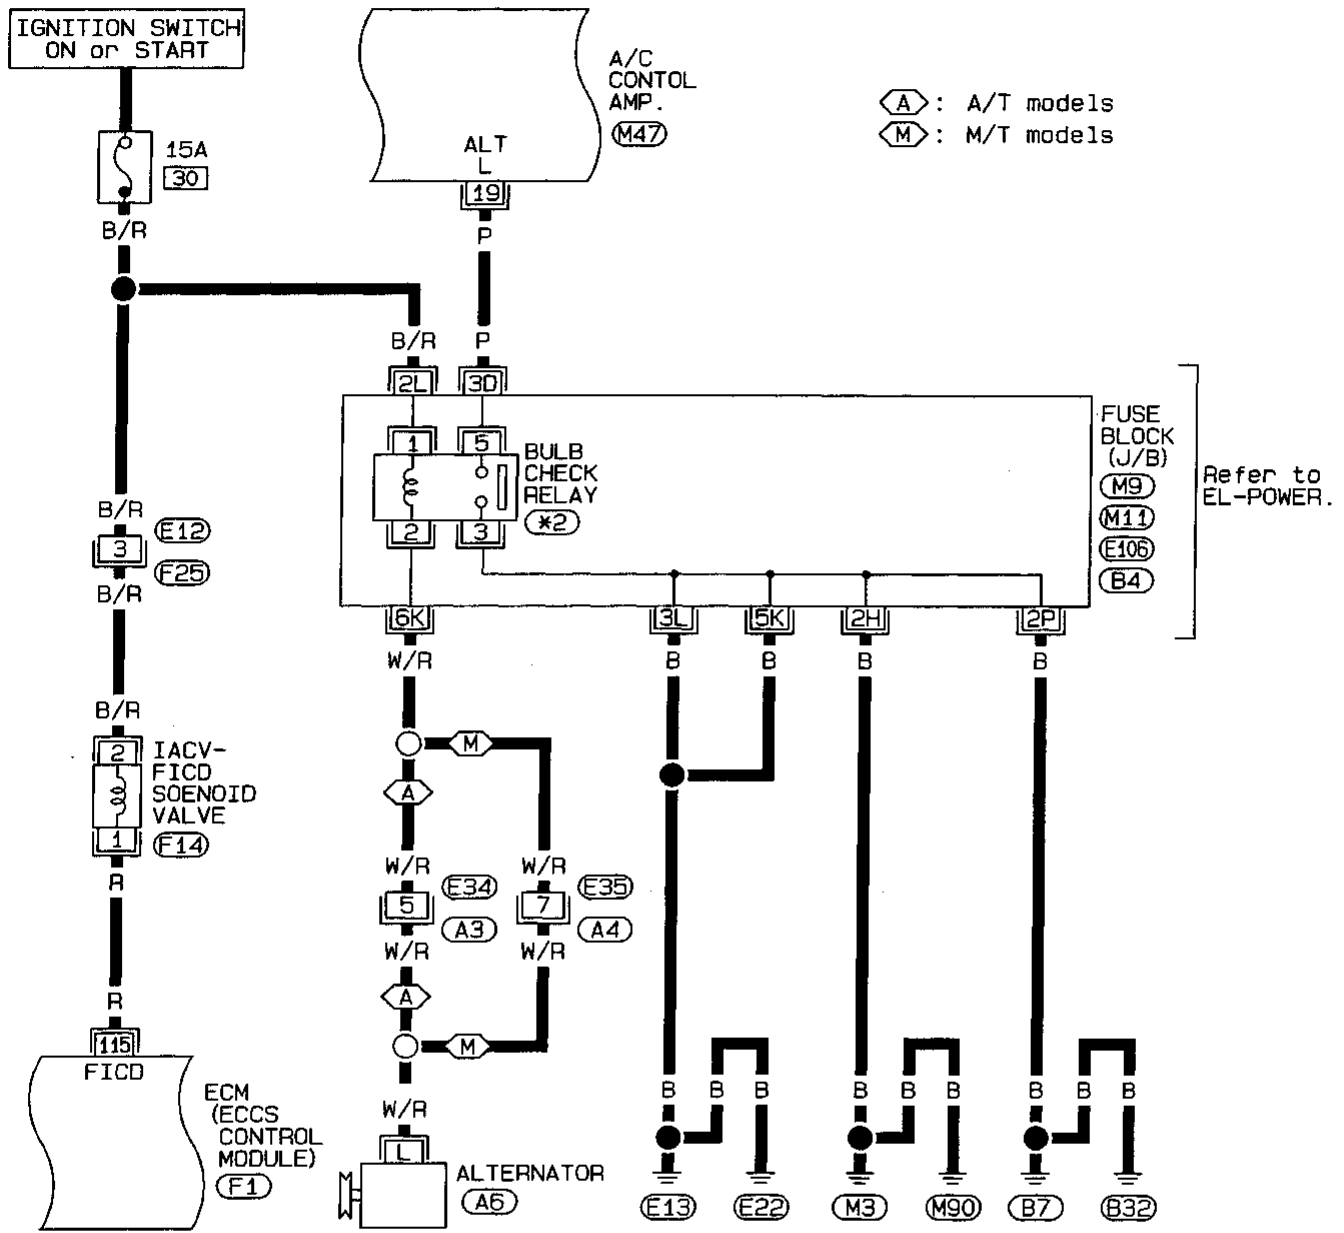 IGNITION SWITCH
ON or START
15A
30
B/R
A/C
CONTOL
AMP.
M47
ALT
L
19
P
A : A/T models
M : M/T models
B/R
P
2L
3D
1
5
BULB
CHECK
RELAY
*2
2
3
FUSE
BLOCK
(J/B)
M9
M11
E106
B4
Refer to
EL-POWER.
B/R
E12
3
F25
B/R
6K
3L
5K
2H
2P
W/R
B
B
B
B
B/R
2
IACV-
FICD
SOENOID
VALVE
1
F14
R
M
A
W/R
W/R
E34
E35
5
7
A3
A4
W/R
W/R
A
M
R
115
FICD
ECM
(ECCS
CONTROL
MODULE)
F1
W/R
L
ALTERNATOR
A6
B
B
B
B
B
B
B
B
B
E13
E22
M3
M90
B7
B32